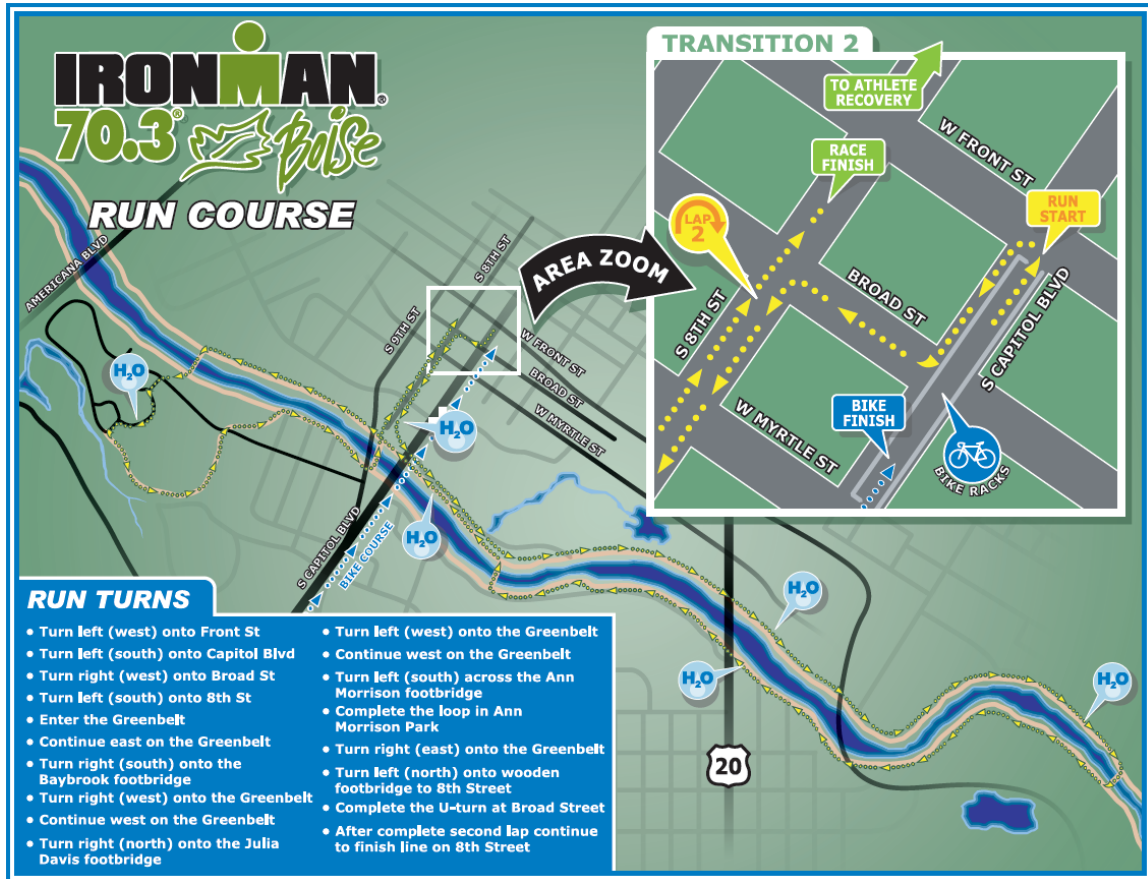 IRONMAN®
70.3® Boise
RUN COURSE
AMERICANA BLVD
S 8TH ST
S 9TH ST
W FRONT ST
BROAD ST
W MYRTLE ST
S CAPITOL BLVD
BIKE COURSE
H2O
H2O
H2O
H2O
H2O
H2O
20
AREA ZOOM
TRANSITION 2
TO ATHLETE
RECOVERY
W FRONT ST
RACE
FINISH
RUN
START
LAP
2
BROAD ST
S 8TH ST
S CAPITOL BLVD
W MYRTLE ST
BIKE
FINISH
BIKE RACKS
RUN TURNS
• Turn left (west) onto Front St
• Turn left (south) onto Capitol Blvd
• Turn right (west) onto Broad St
• Turn left (south) onto 8th St
• Enter the Greenbelt
• Continue east on the Greenbelt
• Turn right (south) onto the
Baybrook footbridge
• Turn right (west) onto the Greenbelt
• Continue west on the Greenbelt
• Turn right (north) onto the Julia
Davis footbridge
• Turn left (west) onto the Greenbelt
• Continue west on the Greenbelt
• Turn left (south) across the Ann
Morrison footbridge
• Complete the loop in Ann
Morrison Park
• Turn right (east) onto the Greenbelt
• Turn left (north) onto wooden
footbridge to 8th Street
• Complete the U-turn at Broad Street
• After complete second lap continue
to finish line on 8th Street